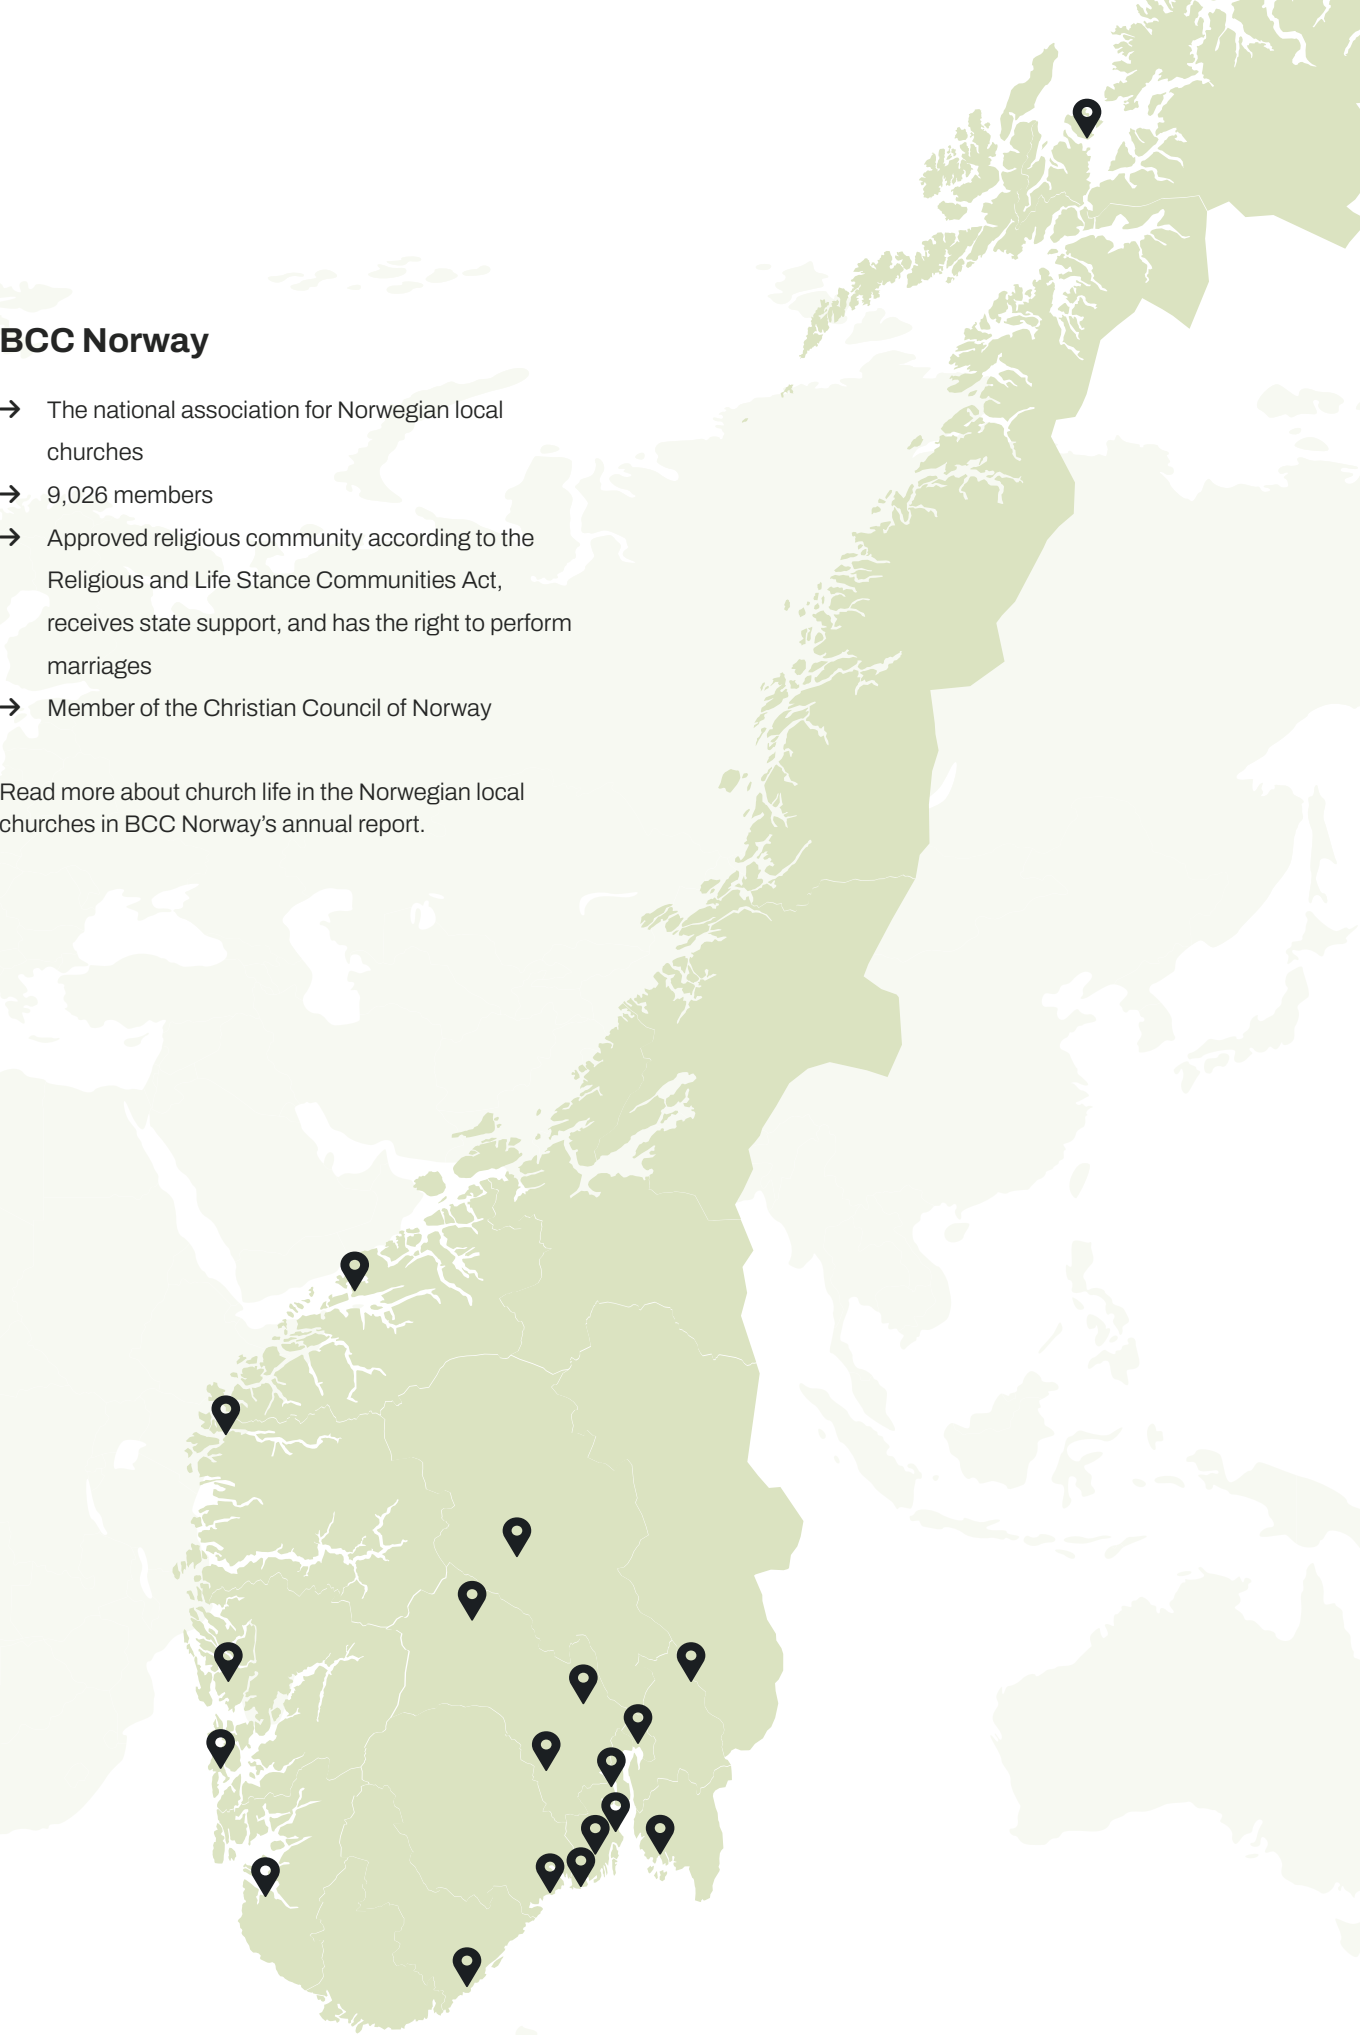 BCC Norway
→ The national association for Norwegian local
churches
→ 9,026 members
→ Approved religious community according to the
Religious and Life Stance Communities Act,
receives state support, and has the right to perform
marriages
→ Member of the Christian Council of Norway
Read more about church life in the Norwegian local
churches in BCC Norway’s annual report.